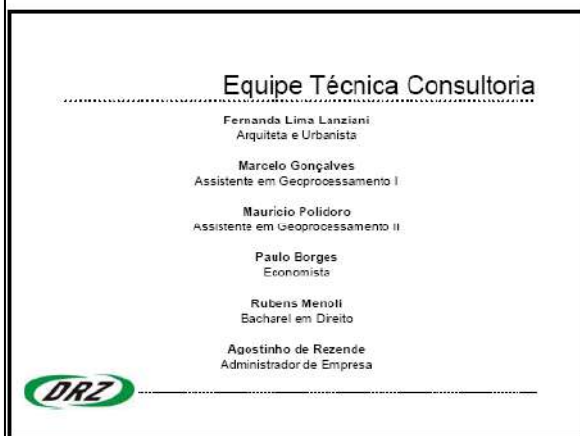 Equipe Técnica Consultoria
Fernanda Lima Lanziani
Arquiteta e Urbanista
Marcelo Gonçalves
Assistente em Geoprocessamento I
Mauricio Polidoro
Assistente em Geoprocessamento II
Paulo Borges
Economista
Rubens Menoli
Bacharel em Direito
Agostinho de Rezende
Administrador de Empresa
DRZ